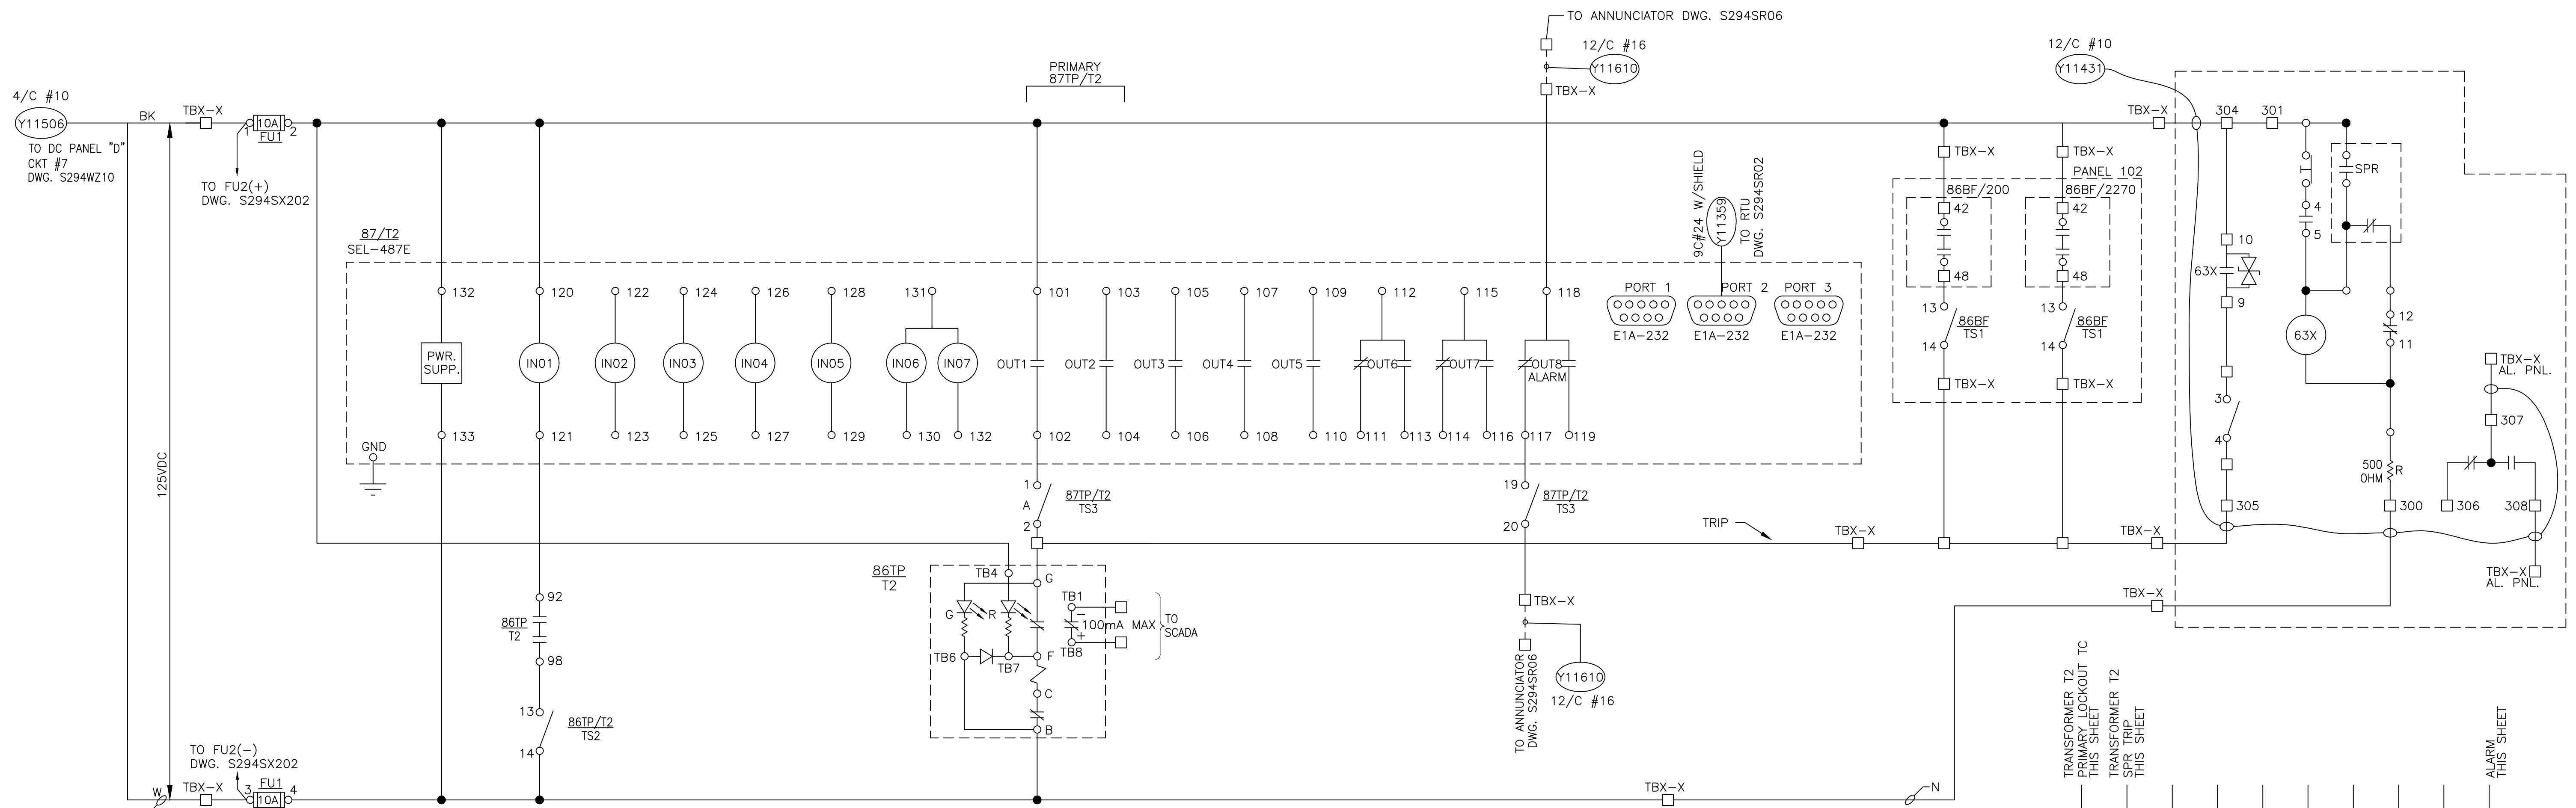 TO ANNUNCIATOR DWG. S294SR06
12/C #16
Y11610
TBX-X
12/C #10
Y11431
PRIMARY
87TP/T2
4/C #10
Y11506
BK
TBX-X
1
10A
2
FU1
TO DC PANEL "D"
CKT #7
DWG. S294WZ10
TO FU2(+)
DWG. S294SX202
125VDC
87/T2
SEL-487E
9C#24 W/SHIELD
Y11359
TO RTU
DWG. S294SR02
TBX-X
304
301
TBX-X
TBX-X
PANEL 102
86BF/200
86BF/2270
42
42
48
48
13
86BF
TS1
14
13
86BF
TS1
14
TBX-X
TBX-X
SPR
4
5
10
63X
9
63X
12
11
3
4
TBX-X
AL. PNL.
307
500
OHM
R
305
300
306
308
TBX-X
AL. PNL.
132
120
122
124
126
128
131
101
103
105
107
109
112
115
118
PORT 1
PORT 2
PORT 3
E1A-232
E1A-232
E1A-232
PWR.
SUPP.
IN01
IN02
IN03
IN04
IN05
IN06
IN07
OUT1
OUT2
OUT3
OUT4
OUT5
OUT6
OUT7
OUT8
ALARM
133
121
123
125
127
129
130
132
102
104
106
108
110
111
113
114
116
117
119
GND
1
A
2
87TP/T2
TS3
19
20
87TP/T2
TS3
TRIP
TBX-X
TBX-X
TBX-X
86TP
T2
TB4
G
G
R
TB1
-
100mA MAX
+
TB8
TO
SCADA
TB6
TB7
F
C
B
92
86TP
T2
98
13
86TP/T2
TS2
14
TBX-X
TO ANNUNCIATOR
DWG. S294SR06
Y11610
12/C #16
TO FU2(-)
DWG. S294SX202
W
TBX-X
3
FU1
10A
4
TBX-X
N
TRANSFORMER T2
PRIMARY LOCKOUT TC
THIS SHEET
TRANSFORMER T2
SPR TRIP
THIS SHEET
ALARM
THIS SHEET